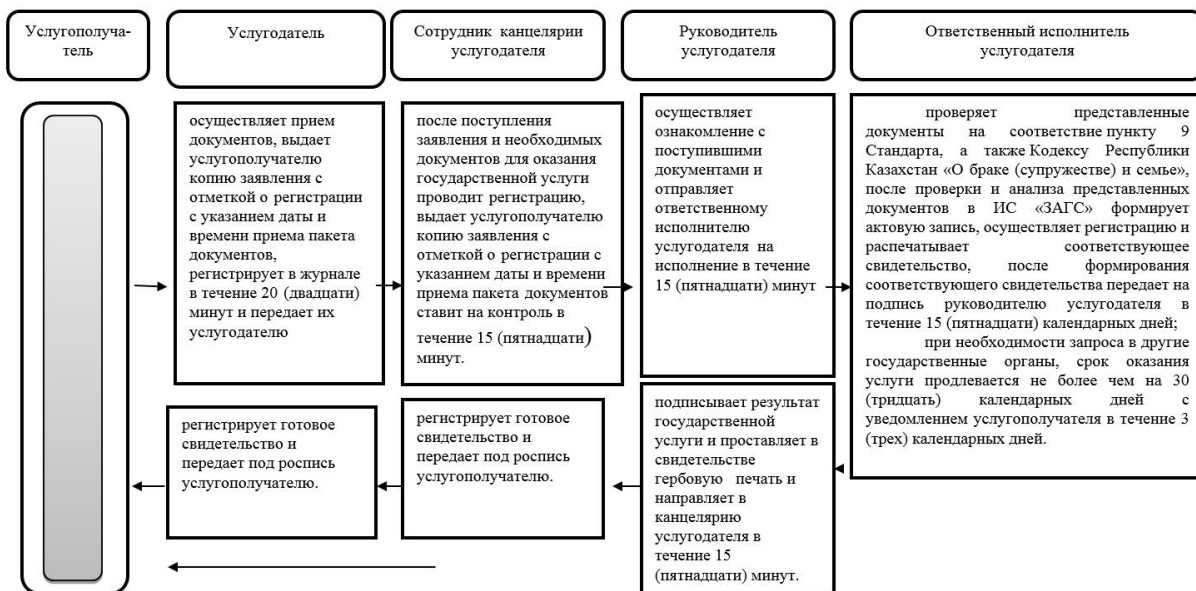 Услугополуча-
тель
Услугодатель
Сотрудник канцелярии
услугодателя
Руководитель
услугодателя
Ответственный исполнитель
услугодателя
осуществляет прием
документов, выдает
услугополучателю
копию заявления с
отметкой о регистрации
с указанием даты и
времени приема пакета
документов,
регистрирует в журнале
в течение 20 (двадцати)
минут и передает их
услугодателю
после поступления
заявления и необходимых
документов для оказания
государственной услуги
проводит регистрацию,
выдает услугополучателю
копию заявления с
отметкой о регистрации с
указанием даты и времени
приема пакета документов
ставит на контроль в
течение 15 (пятнадцати)
минут.
осуществляет
ознакомление с
поступившими
документами и
отправляет
ответственному
исполнителю
услугодателя на
исполнение в течение
15 (пятнадцати) минут
проверяет представленные
документы на соответствие пункту 9
Стандарта, а также Кодексу Республики
Казахстан «О браке (супружестве) и семье»,
после проверки и анализа представленных
документов в ИС «ЗАГС» формирует
актовую запись, осуществляет регистрацию и
распечатывает соответствующее
свидетельство, после формирования
соответствующего свидетельства передает на
подпись руководителю услугодателя в
течение 15 (пятнадцати) календарных дней;
при необходимости запроса в другие
государственные органы, срок оказания
услуги продлевается не более чем на 30
(тридцать) календарных дней с
уведомлением услугополучателя в течение 3
(трех) календарных дней.
регистрирует готовое
свидетельство и
передает под роспись
услугополучателю.
регистрирует готовое
свидетельство и
передает под роспись
услугополучателю.
подписывает результат
государственной
услуги и проставляет в
свидетельстве
гербовую печать и
направляет в
канцелярию
услугодателя в
течение 15
(пятнадцати) минут.